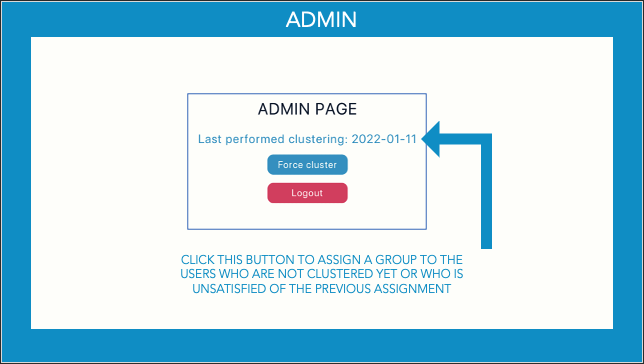 ADMIN
ADMIN PAGE
Last performed clustering: 2022-01-11
Force cluster
Logout
CLICK THIS BUTTON TO ASSIGN A GROUP TO THE
USERS WHO ARE NOT CLUSTERED YET OR WHO IS
UNSATISFIED OF THE PREVIOUS ASSIGNMENT